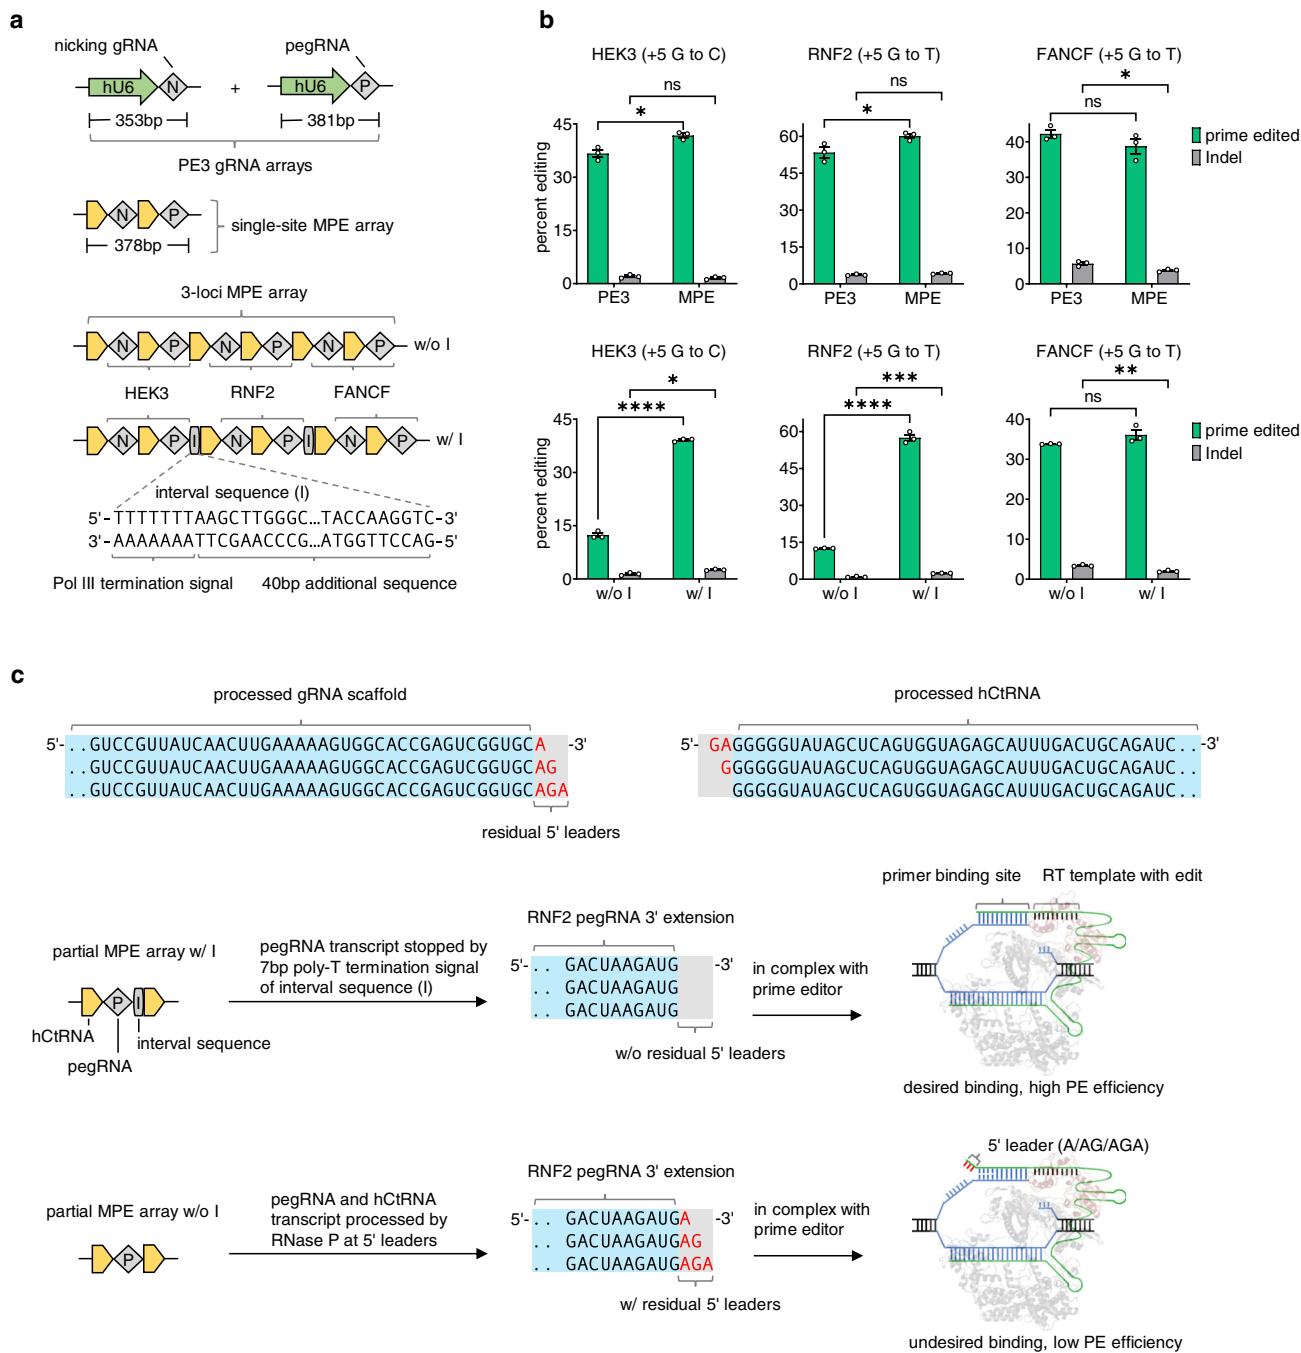 a
nicking gRNA
pegRNA
hU6 N + hU6 P
353bp
381bp
PE3 gRNA arrays
N P
single-site MPE array
378bp
3-loci MPE array
N P N P N P w/o I
HEK3 RNF2 FANCF
N P I N P I N P w/ I
interval sequence (I)
5'-TTTTTTTAAGCTTGGGC...TACCAAGGTC-3'
3'-AAAAAAATTCGAACCCG...ATGGTTCCAG-5'
Pol III termination signal
40bp additional sequence
b
HEK3 (+5 G to C)
ns
*
percent editing
45
30
15
0
PE3 MPE
RNF2 (+5 G to T)
ns
*
60
45
30
15
0
PE3 MPE
FANCF (+5 G to T)
*
ns
40
30
20
10
0
PE3 MPE
prime edited
Indel
HEK3 (+5 G to C)
*
****
percent editing
45
30
15
0
w/o I w/ I
RNF2 (+5 G to T)
***
****
60
45
30
15
0
w/o I w/ I
FANCF (+5 G to T)
**
ns
40
30
20
10
0
w/o I w/ I
prime edited
Indel
c
processed gRNA scaffold
5'-..GUCCGUUAUCAACUUGAAAAAGUGGCACCGAGUCGGUGCA -3'
..GUCCGUUAUCAACUUGAAAAAGUGGCACCGAGUCGGUGCAG
..GUCCGUUAUCAACUUGAAAAAGUGGCACCGAGUCGGUGCAGA
residual 5' leaders
processed hCtRNA
5'- GAGGGGGUAUAGCUCAGUGGUAGAGCAUUUGACUGCAGAUC..-3'
GGGGGGUAUAGCUCAGUGGUAGAGCAUUUGACUGCAGAUC..
GGGGGUAUAGCUCAGUGGUAGAGCAUUUGACUGCAGAUC..
partial MPE array w/ I
P I
hCtRNA
interval sequence
pegRNA
pegRNA transcript stopped by
7bp poly-T termination signal
of interval sequence (I)
RNF2 pegRNA 3' extension
5'-.. GACUAAGAUG -3'
.. GACUAAGAUG
.. GACUAAGAUG
w/o residual 5' leaders
in complex with
prime editor
primer binding site
RT template with edit
desired binding, high PE efficiency
partial MPE array w/o I
P
pegRNA and hCtRNA
transcript processed by
RNase P at 5' leaders
RNF2 pegRNA 3' extension
5'-.. GACUAAGAUGA -3'
.. GACUAAGAUGAG
.. GACUAAGAUGAGA
w/ residual 5' leaders
in complex with
prime editor
5' leader (A/AG/AGA)
undesired binding, low PE efficiency